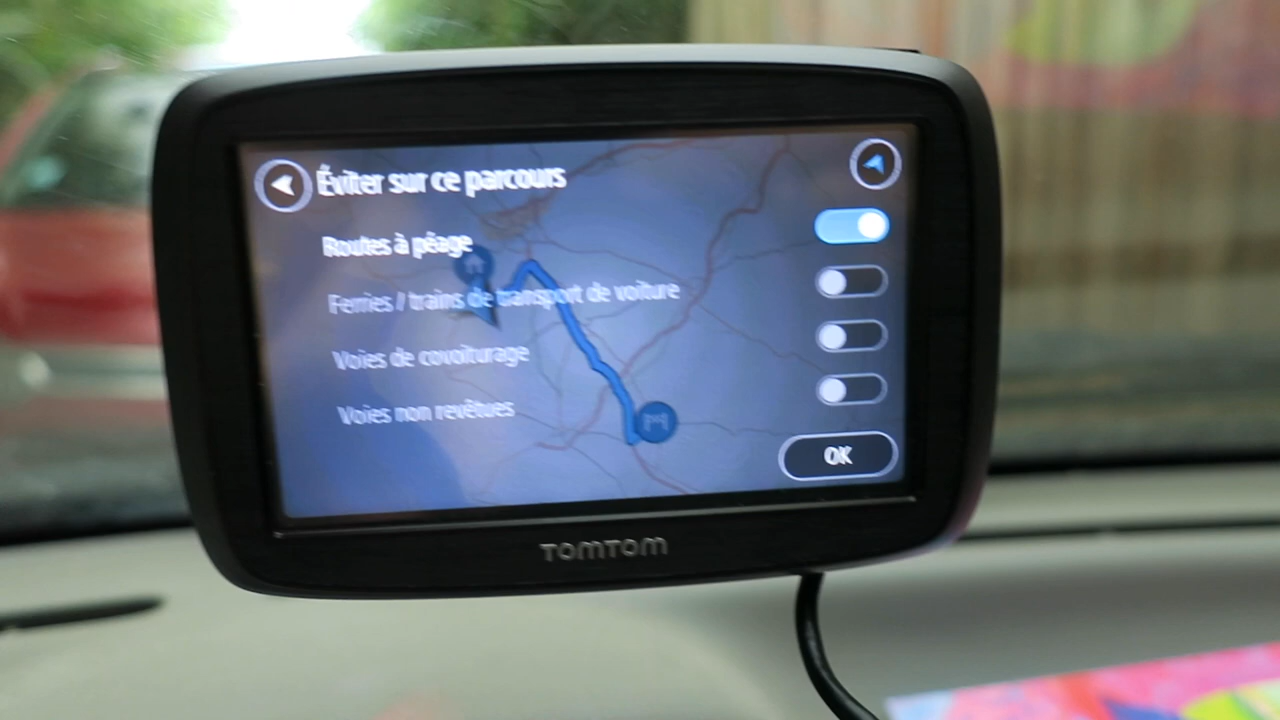 Éviter sur ce parcours
Routes à péage
Ferries / trains de transport de voiture
Voies de covoiturage
Voies non revêtues
OK
TOMTOM